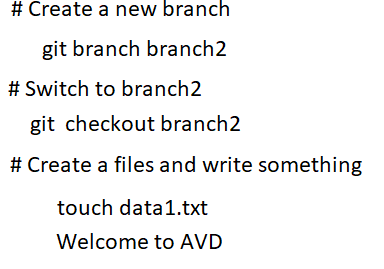 # Create a new branch
git branch branch2
# Switch to branch2
git checkout branch2
# Create a files and write something
touch data1.txt
Welcome to AVD